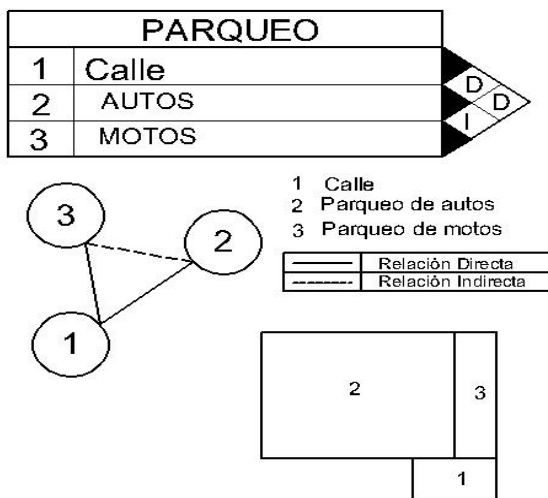 PARQUEO
1 Calle
2 AUTOS
3 MOTOS
D
D
I
1 Calle
2 Parqueo de autos
3 Parqueo de motos
Relación Directa
Relación Indirecta
3
2
1
2
3
1